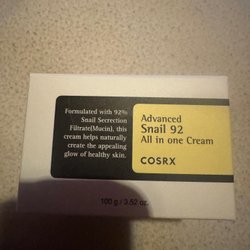 Formulated with 92%
Snail Secrection
Filtrate(Mucin), this
cream helps naturally
create the appealing
glow of healthy skin.
Advanced
Snail 92
All in one Cream
COSRX
100 g / 3.52 oz.